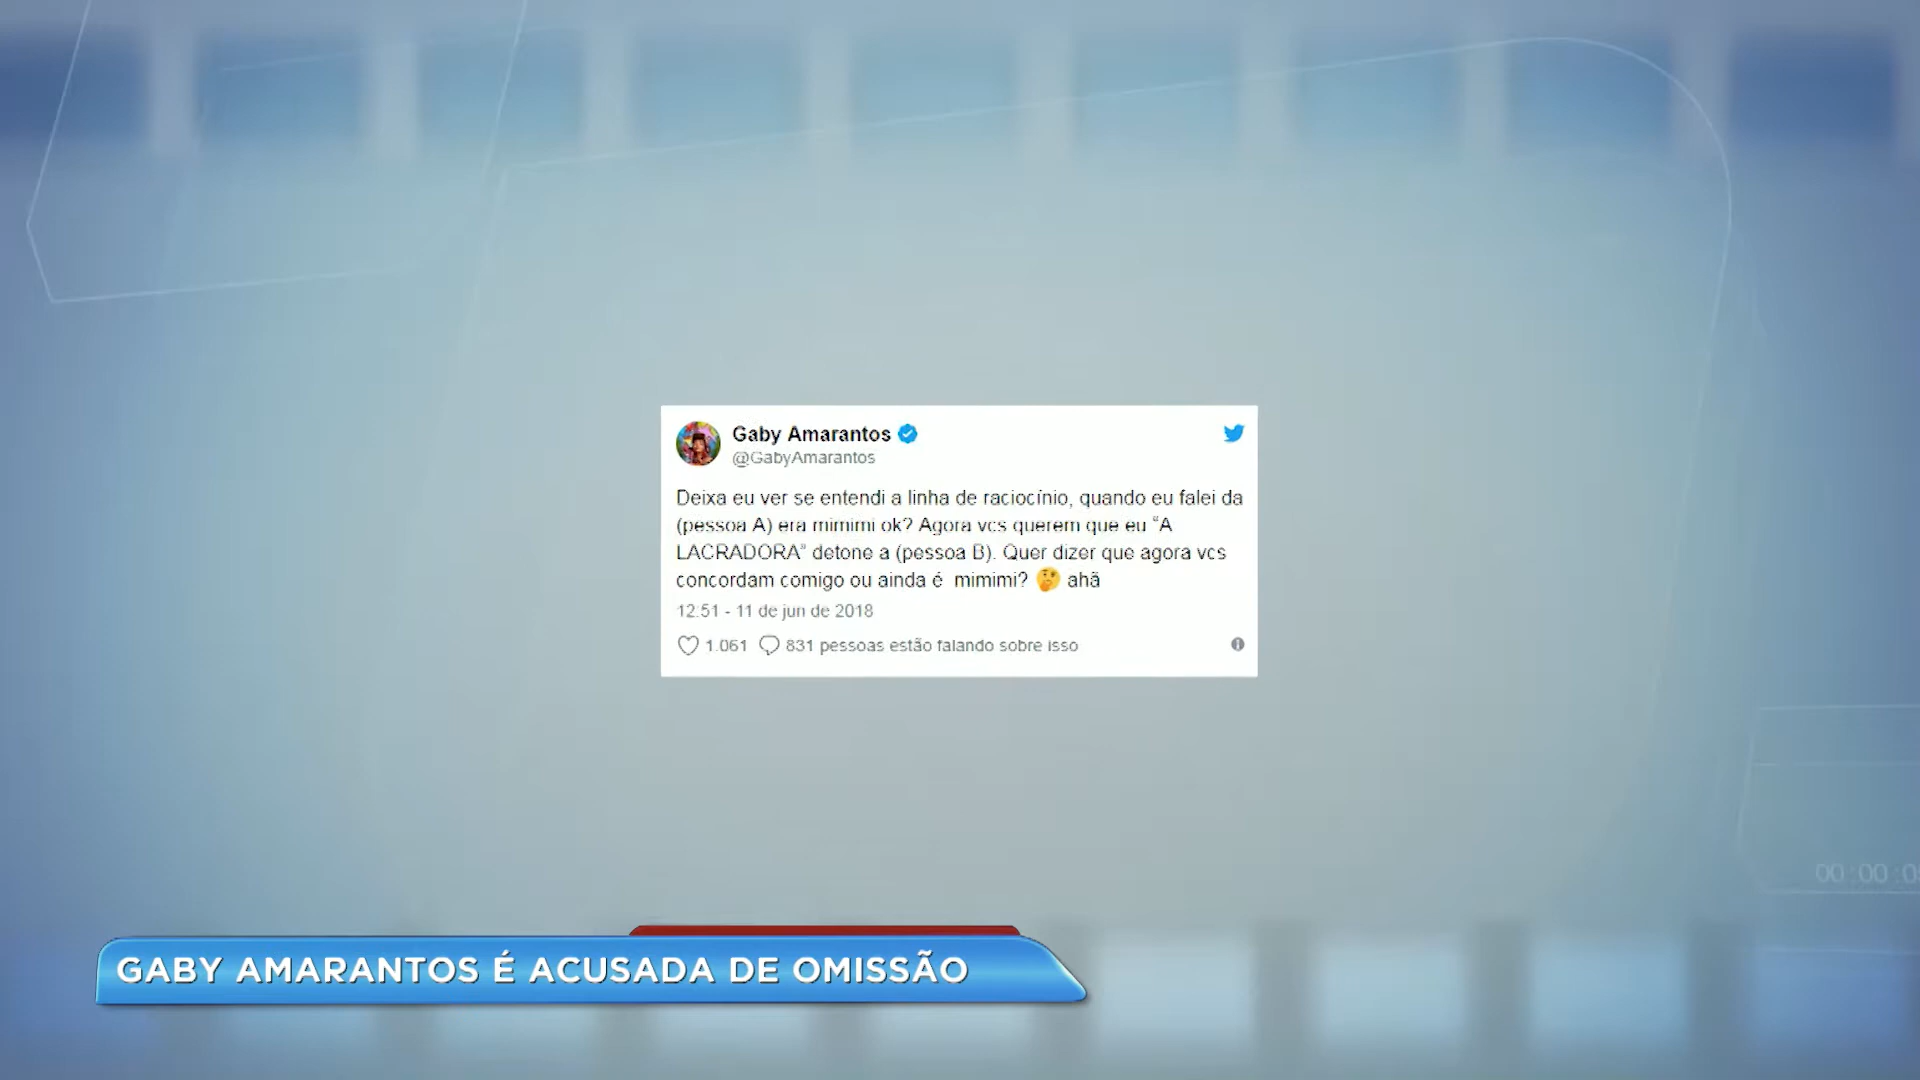 Gaby Amarantos
@GabyAmarantos
Deixa eu ver se entendi a linha de raciocínio, quando eu falei da
(pessoa A) era mimimi ok? Agora vcs querem que eu “A
LACRADORA” detone a (pessoa B). Quer dizer que agora vcs
concordam comigo ou ainda é mimimi? 🤔 ahã
12:51 - 11 de jun de 2018
1.061 831 pessoas estão falando sobre isso
00:00:0
GABY AMARANTOS É ACUSADA DE OMISSÃO